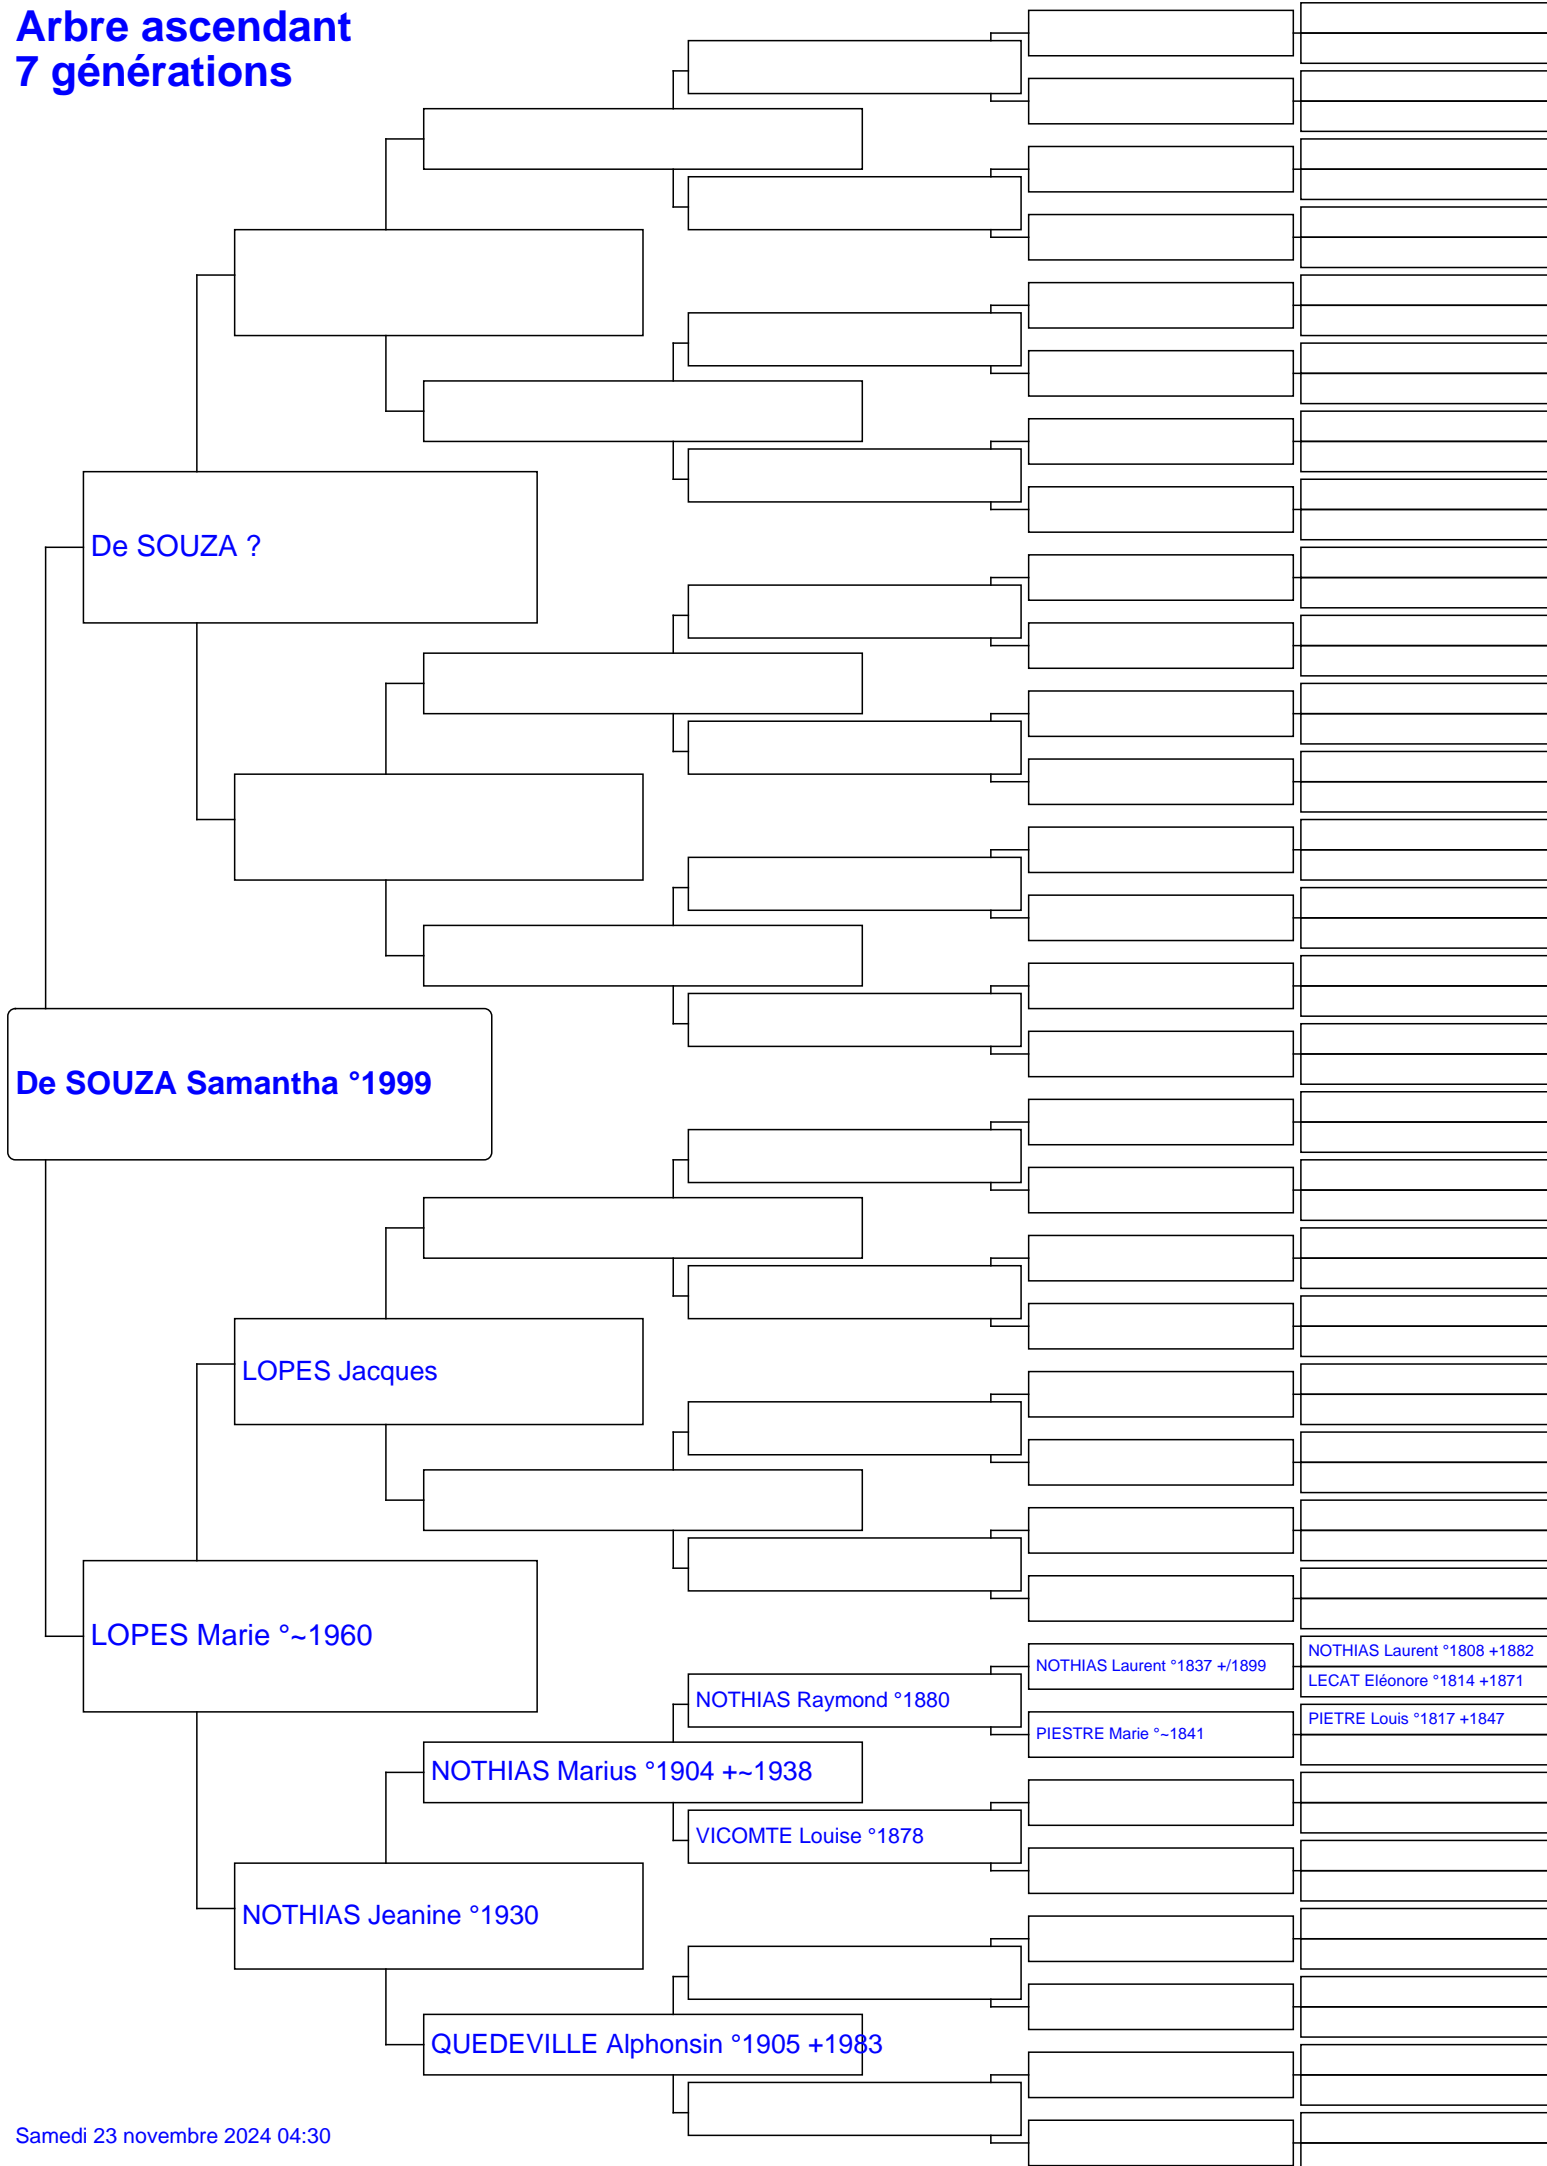 Arbre ascendant
7 générations
De SOUZA ?
De SOUZA Samantha °1999
LOPES Jacques
LOPES Marie °~1960
NOTHIAS Laurent °1808 +1882
NOTHIAS Laurent °1837 +/1899
LECAT Eléonore °1814 +1871
NOTHIAS Raymond °1880
PIETRE Louis °1817 +1847
PIESTRE Marie °~1841
NOTHIAS Marius °1904 +~1938
VICOMTE Louise °1878
NOTHIAS Jeanine °1930
QUEDEVILLE Alphonsin °1905 +1983
Samedi 23 novembre 2024 04:30